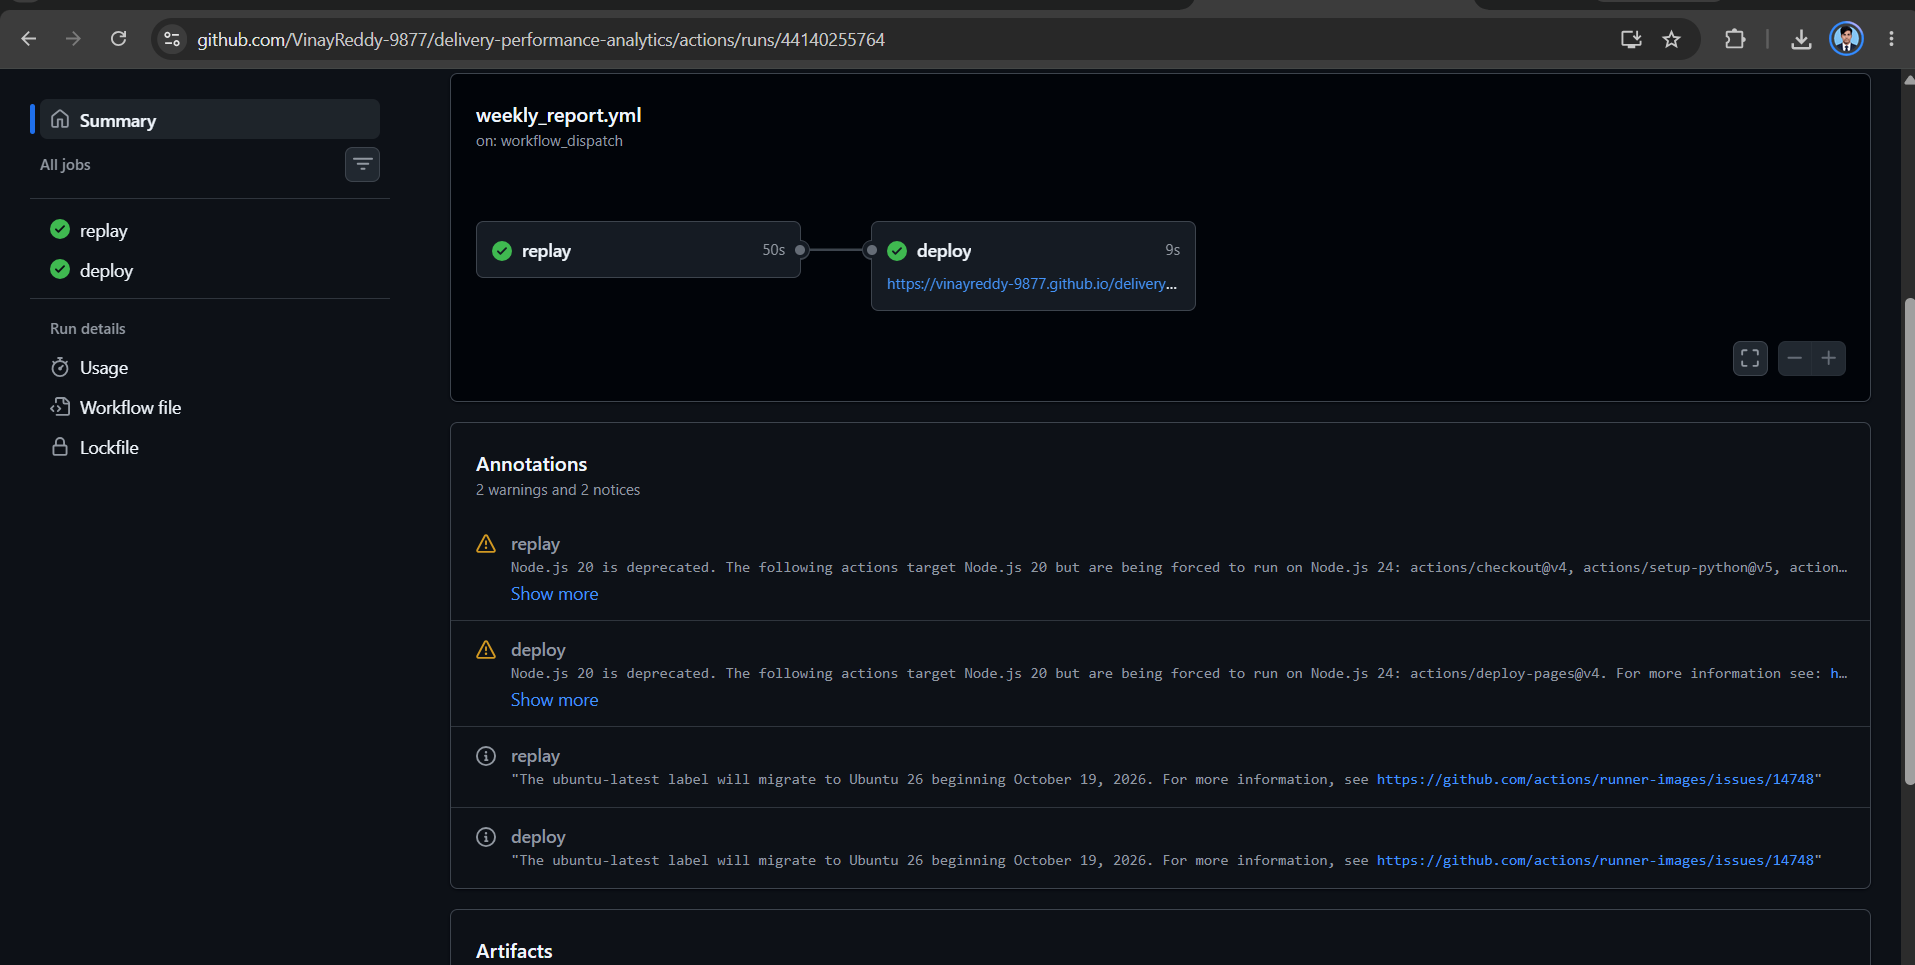 github.com/VinayReddy-9877/delivery-performance-analytics/actions/runs/44140255764
Summary
All jobs
replay
deploy
Run details
Usage
Workflow file
Lockfile
weekly_report.yml
on: workflow_dispatch
replay 50s
deploy 9s
https://vinayreddy-9877.github.io/delivery...
Annotations
2 warnings and 2 notices
replay
Node.js 20 is deprecated. The following actions target Node.js 20 but are being forced to run on Node.js 24: actions/checkout@v4, actions/setup-python@v5, action…
Show more
deploy
Node.js 20 is deprecated. The following actions target Node.js 20 but are being forced to run on Node.js 24: actions/deploy-pages@v4. For more information see: h…
Show more
replay
"The ubuntu-latest label will migrate to Ubuntu 26 beginning October 19, 2026. For more information, see https://github.com/actions/runner-images/issues/14748"
deploy
"The ubuntu-latest label will migrate to Ubuntu 26 beginning October 19, 2026. For more information, see https://github.com/actions/runner-images/issues/14748"
Artifacts